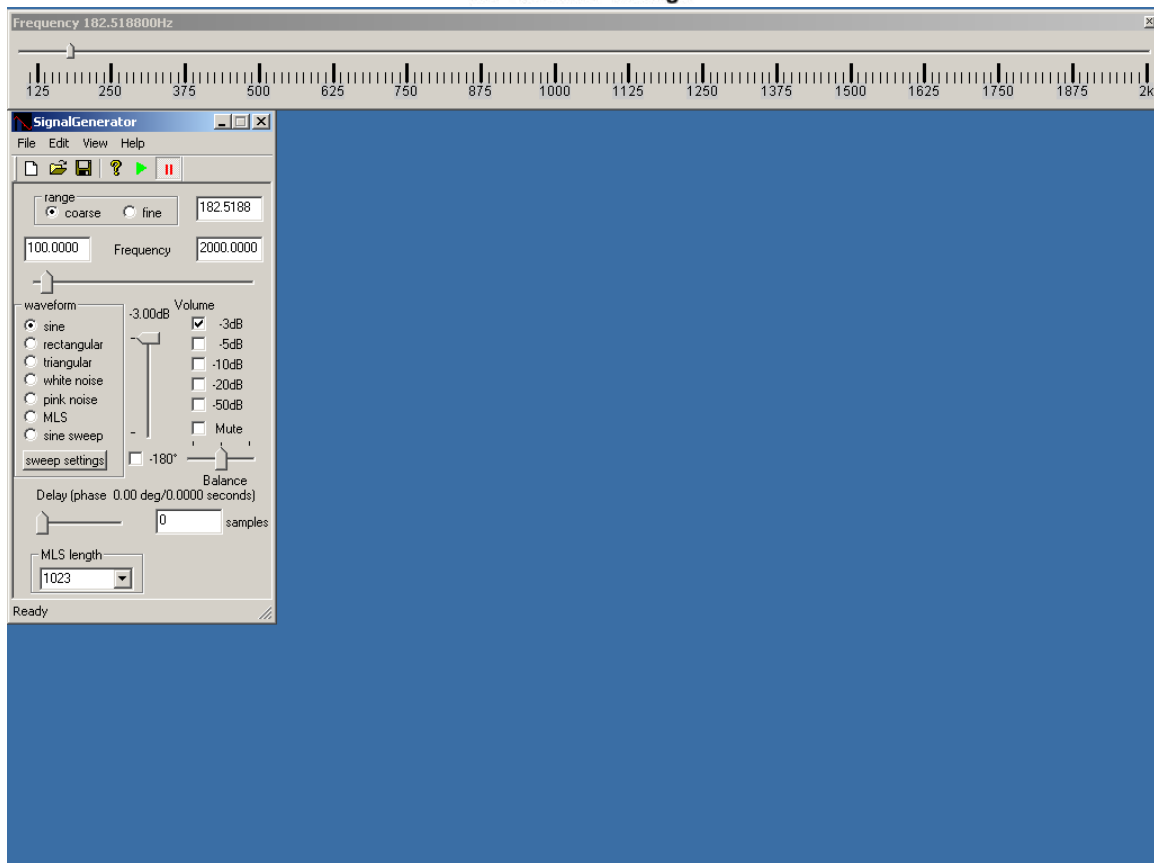 Frequency 182.518800Hz
125 250 375 500 625 750 875 1000 1125 1250 1375 1500 1625 1750 1875 2k
SignalGenerator
File Edit View Help
range
coarse fine 182.5188
100.0000 Frequency 2000.0000
waveform
sine
rectangular
triangular
white noise
pink noise
MLS
sine sweep
sweep settings
-3.00dB
Volume
-3dB
-5dB
-10dB
-20dB
-50dB
Mute
-180°
Balance
Delay (phase 0.00 deg/0.0000 seconds)
0 samples
MLS length
1023
Ready